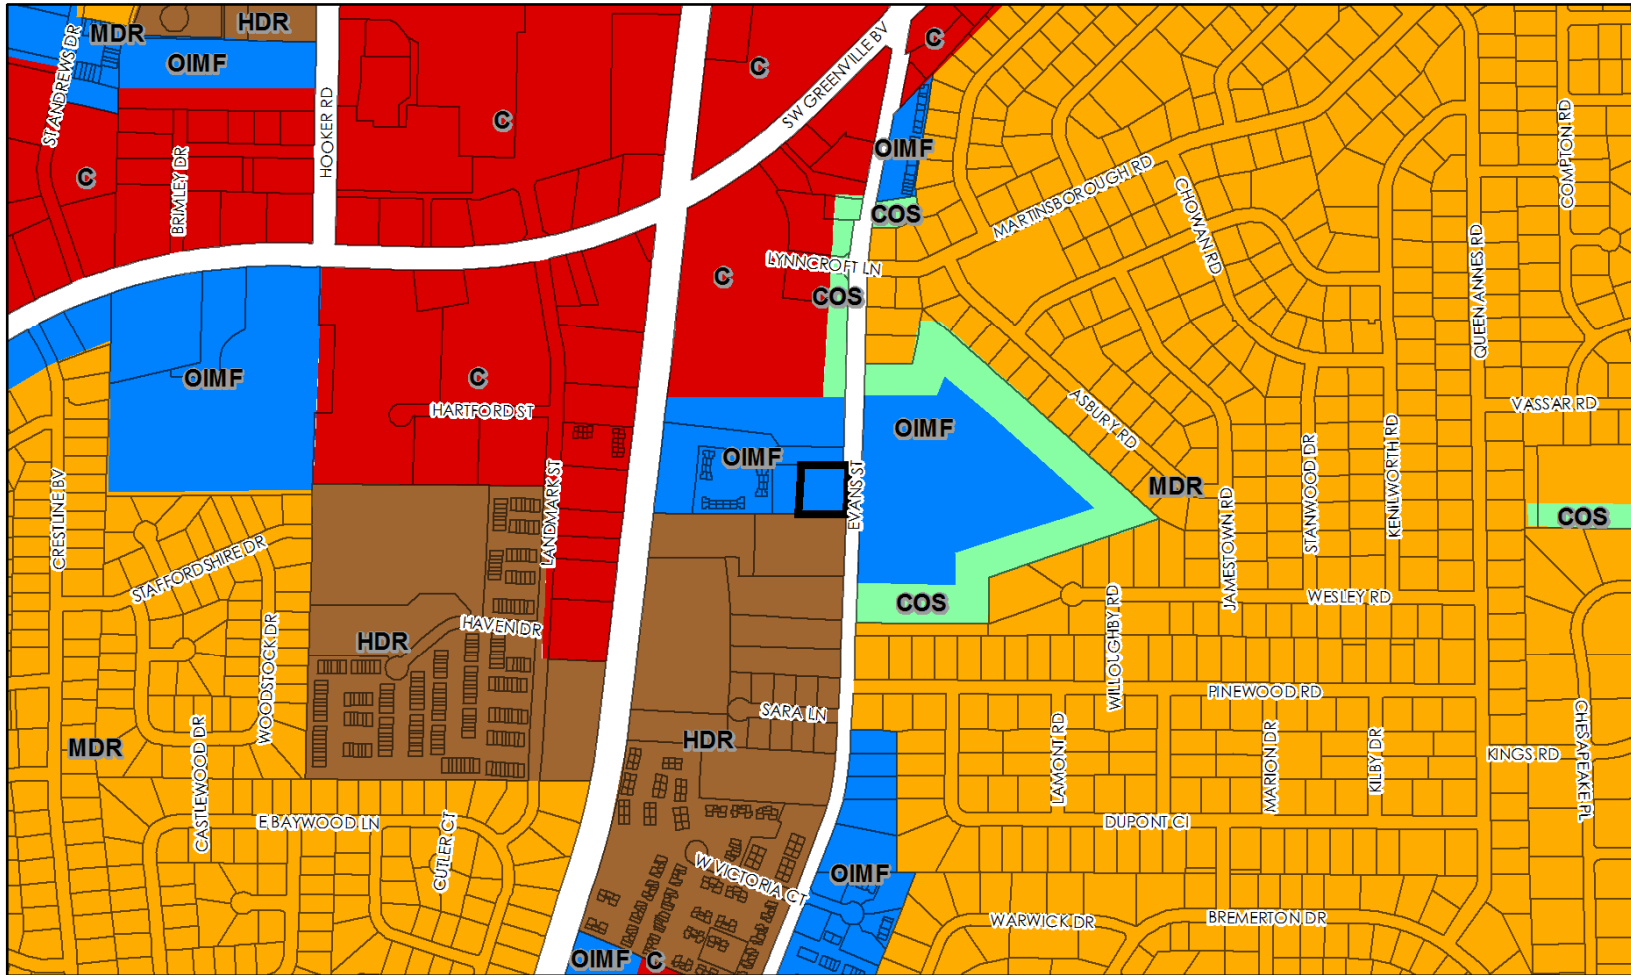 MDR
HDR
C
OIMF
ST ANDREWS DR
SW GREENVILLE BV
C
HOOKER RD
C
COMPTON RD
OIMF
C
BRIMLEY DR
MARTINSBOROUGH RD
CHOWAN RD
COS
LYNNCROFT LN
C
COS
QUEEN ANNES RD
OIMF
C
HARTFORD ST
ASBURY RD
VASSAR RD
OIMF
OIMF
MDR
KENILWORTH RD
STANWOOD DR
JAMESTOWN RD
EVANS ST
LANDMARK ST
CRESTLINE BV
COS
STAFFORDSHIRE DR
WOODSTOCK DR
HAVEN DR
HDR
COS
WESLEY RD
WILLOUGHBY RD
PINEWOOD RD
SARA LN
HDR
MDR
CASTLEWOOD DR
LAMONT RD
MARION DR
KILBY DR
KINGS RD
CHESAPEAKE PL
E BAYWOOD LN
CUTLER CT
DUPONT CI
W VICTORIA CT
OIMF
WARWICK DR
BREMERTON DR
OIMF
C